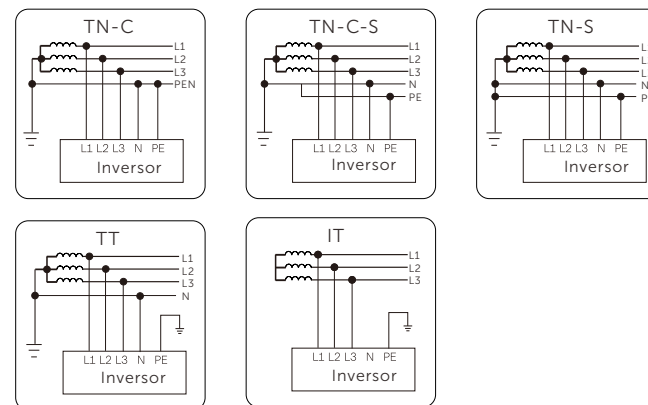 TN-C
L1
L2
L3
PEN
L1 L2 L3 N PE
Inversor
TN-C-S
L1
L2
L3
N
PE
L1 L2 L3 N PE
Inversor
TN-S
N
L1 L2 L3 N PE
Inversor
TT
L1
L2
L3
N
L1 L2 L3 N PE
Inversor
IT
L1
L2
L3
L1 L2 L3 N PE
Inversor